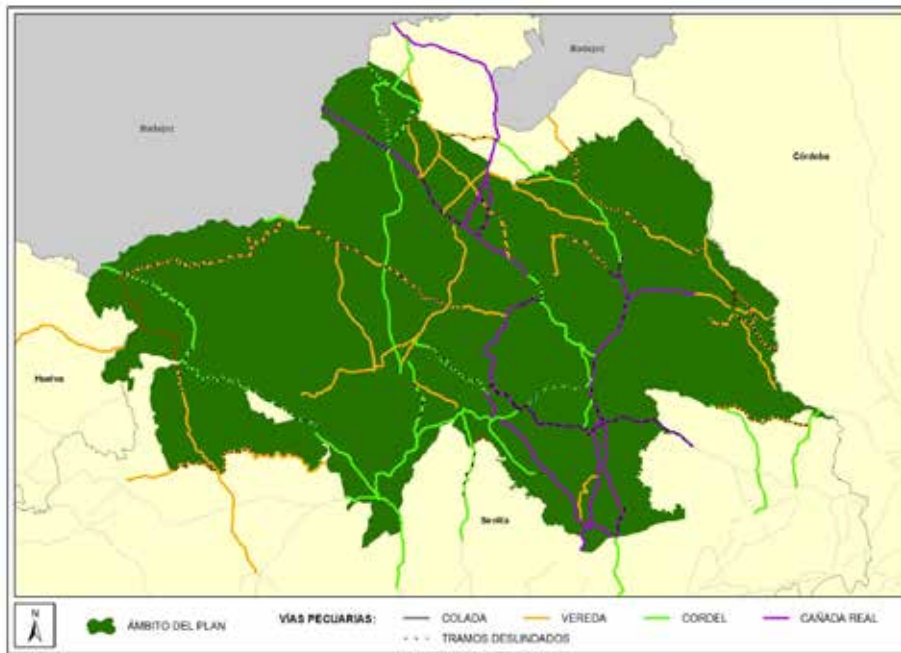 Badajoz
Badajoz
Córdoba
Huelva
Sevilla
N
ÁMBITO DEL PLAN
VÍAS PECUARIAS:
COLADA
VEREDA
CORDEL
CAÑADA REAL
TRAMOS DESLINDADOS